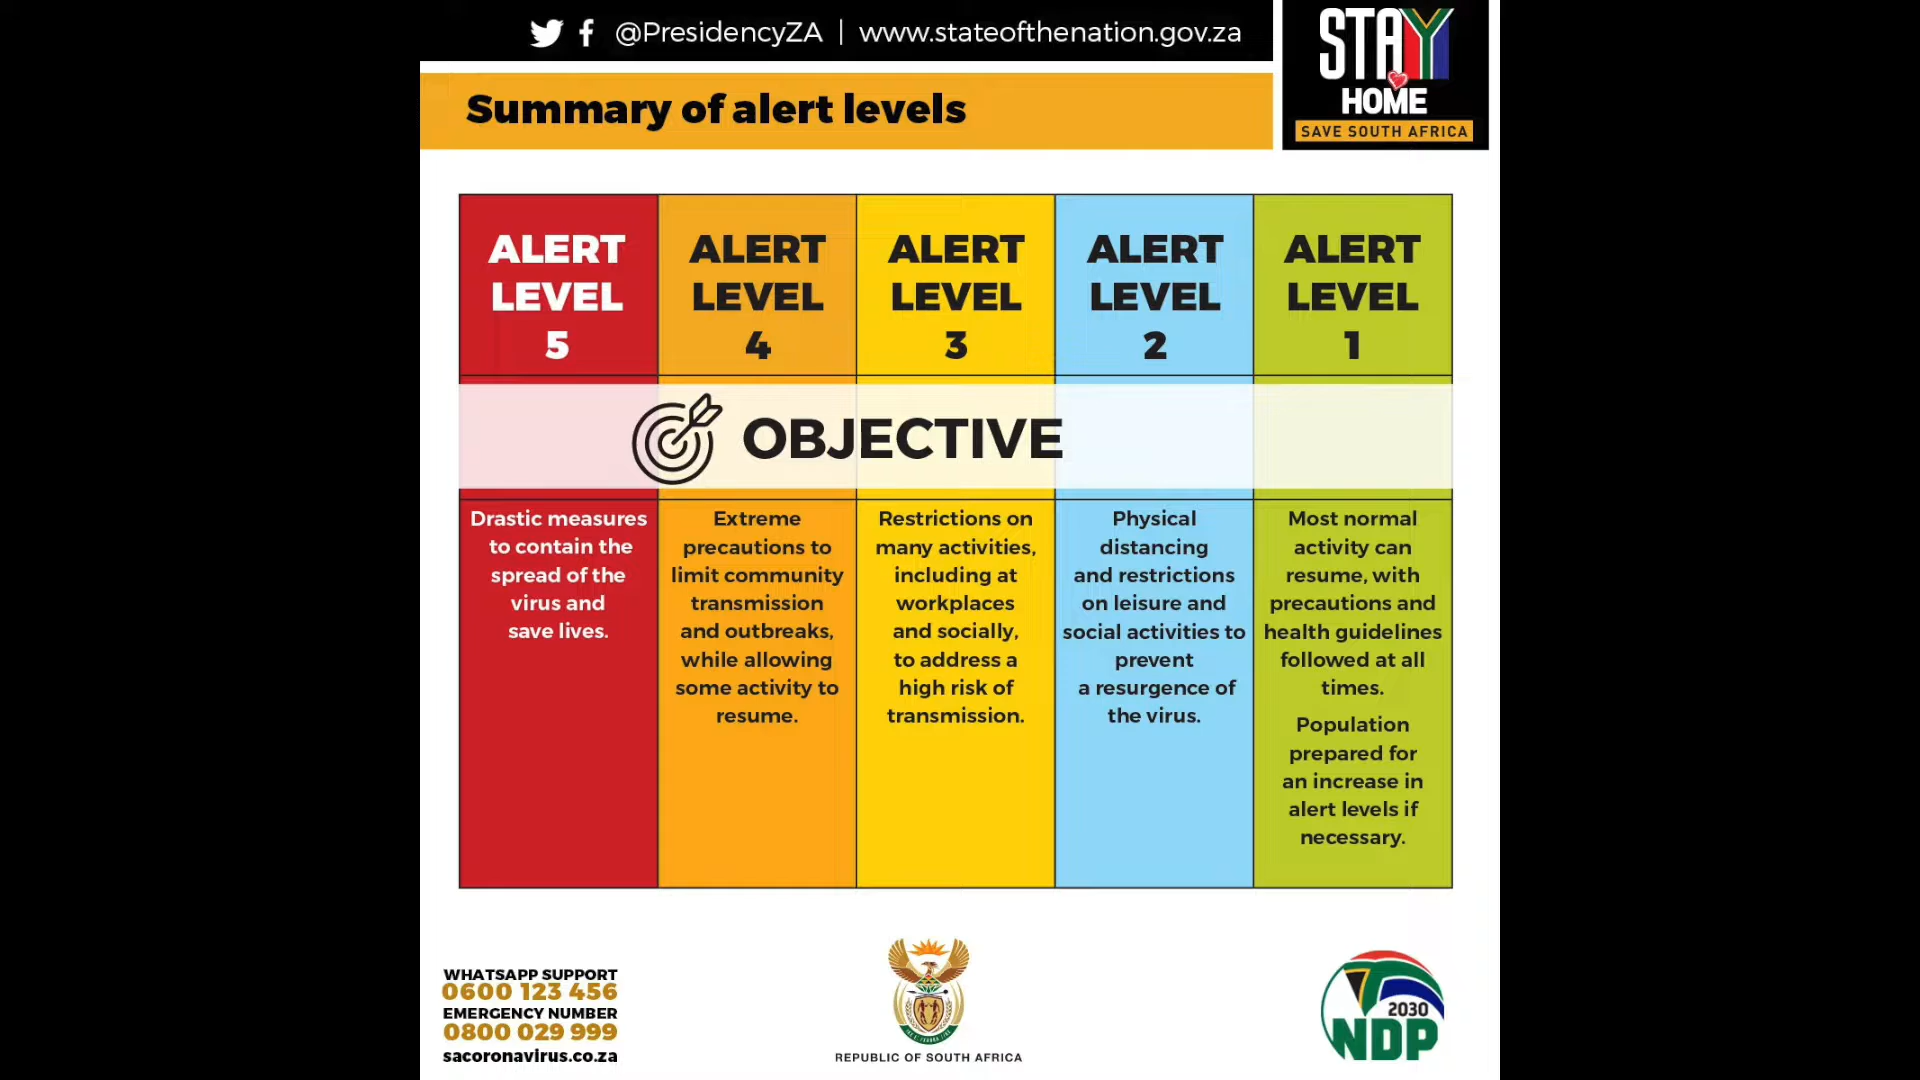 @PresidencyZA | www.stateofthenation.gov.za
STAY
HOME
SAVE SOUTH AFRICA
Summary of alert levels
ALERT
LEVEL
5
ALERT
LEVEL
4
ALERT
LEVEL
3
ALERT
LEVEL
2
ALERT
LEVEL
1
OBJECTIVE
Drastic measures
to contain the
spread of the
virus and
save lives.
Extreme
precautions to
limit community
transmission
and outbreaks,
while allowing
some activity to
resume.
Restrictions on
many activities,
including at
workplaces
and socially,
to address a
high risk of
transmission.
Physical
distancing
and restrictions
on leisure and
social activities to
prevent
a resurgence of
the virus.
Most normal
activity can
resume, with
precautions and
health guidelines
followed at all
times.
Population
prepared for
an increase in
alert levels if
necessary.
WHATSAPP SUPPORT
0600 123 456
EMERGENCY NUMBER
0800 029 999
sacoronavirus.co.za
REPUBLIC OF SOUTH AFRICA
2030
NDP